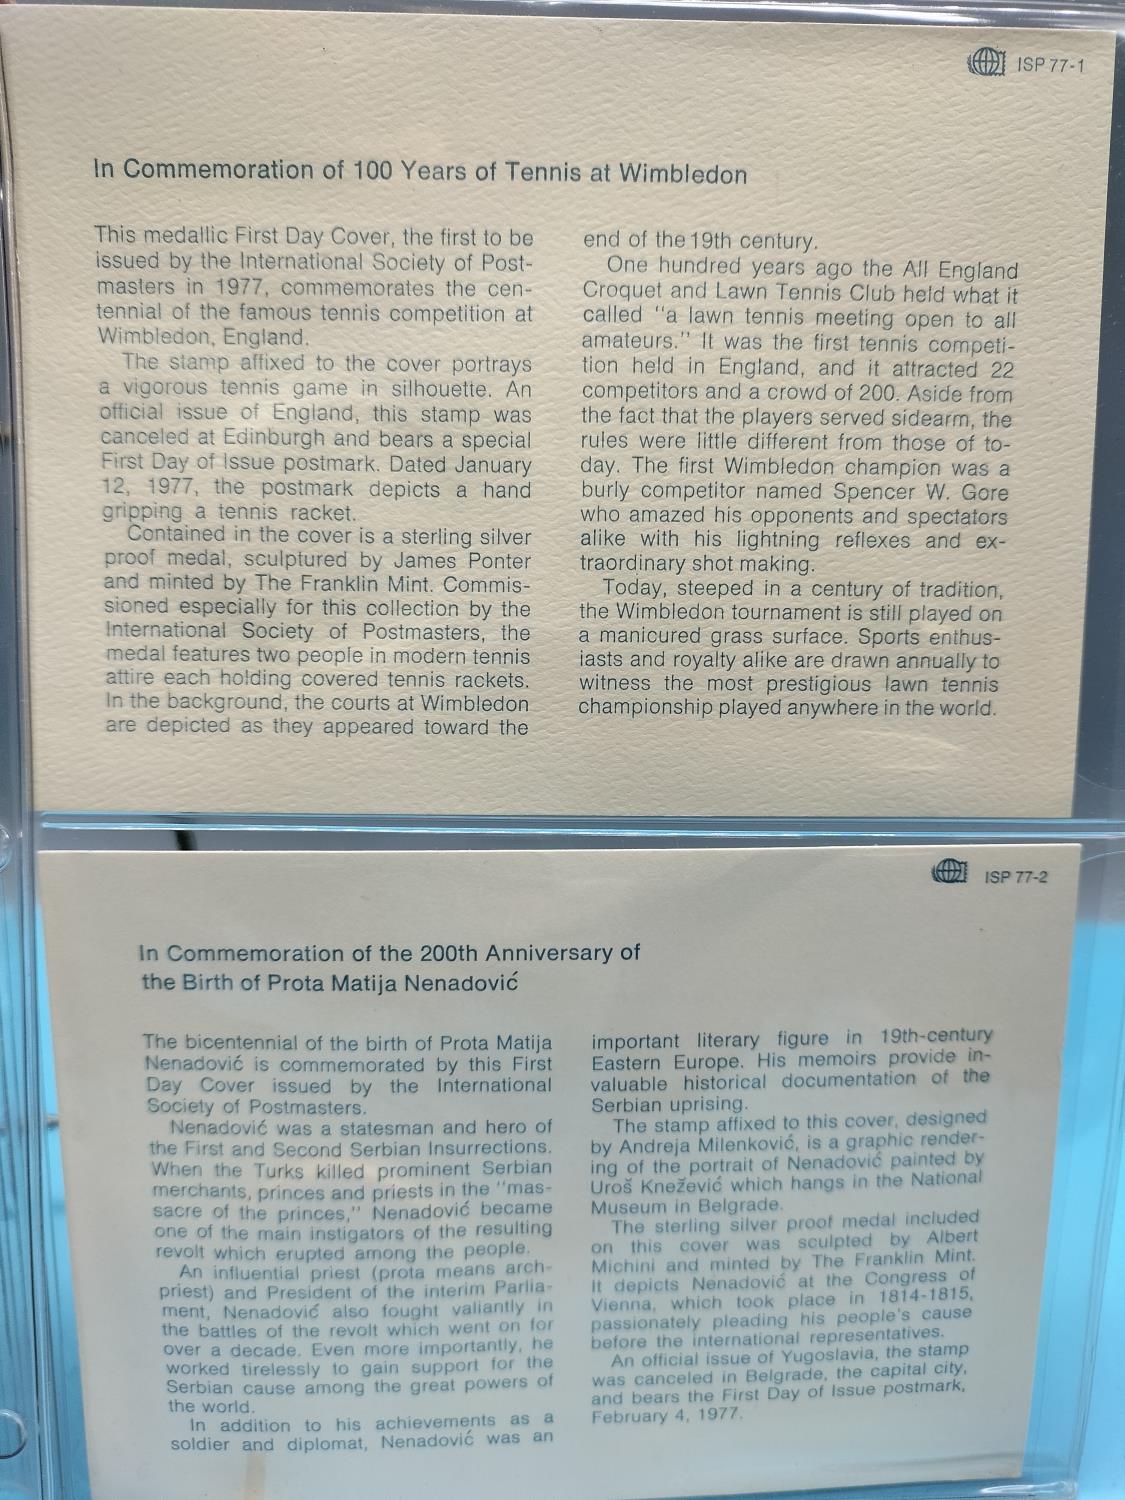 ISP 77-1
In Commemoration of 100 Years of Tennis at Wimbledon
This medallic First Day Cover, the first to be
issued by the International Society of Post-
masters in 1977, commemorates the cen-
tennial of the famous tennis competition at
Wimbledon, England.
The stamp affixed to the cover portrays
a vigorous tennis game in silhouette. An
official issue of England, this stamp was
canceled at Edinburgh and bears a special
First Day of Issue postmark. Dated January
12, 1977, the postmark depicts a hand
gripping a tennis racket.
Contained in the cover is a sterling silver
proof medal, sculptured by James Ponter
and minted by The Franklin Mint. Commis-
sioned especially for this collection by the
International Society of Postmasters, the
medal features two people in modern tennis
attire each holding covered tennis rackets.
In the background, the courts at Wimbledon
are depicted as they appeared toward the
end of the 19th century.
One hundred years ago the All England
Croquet and Lawn Tennis Club held what it
called "a lawn tennis meeting open to all
amateurs." It was the first tennis competi-
tion held in England, and it attracted 22
competitors and a crowd of 200. Aside from
the fact that the players served sidearm, the
rules were little different from those of to-
day. The first Wimbledon champion was a
burly competitor named Spencer W. Gore
who amazed his opponents and spectators
alike with his lightning reflexes and ex-
traordinary shot making.
Today, steeped in a century of tradition,
the Wimbledon tournament is still played on
a manicured grass surface. Sports enthus-
iasts and royalty alike are drawn annually to
witness the most prestigious lawn tennis
championship played anywhere in the world.
ISP 77-2
In Commemoration of the 200th Anniversary of
the Birth of Prota Matija Nenadović
The bicentennial of the birth of Prota Matija
Nenadović is commemorated by this First
Day Cover issued by the International
Society of Postmasters.
Nenadović was a statesman and hero of
the First and Second Serbian Insurrections.
When the Turks killed prominent Serbian
merchants, princes and priests in the "mas-
sacre of the princes," Nenadović became
one of the main instigators of the resulting
revolt which erupted among the people.
An influential priest (prota means arch-
priest) and President of the interim Parlia-
ment, Nenadović also fought valiantly in
the battles of the revolt which went on for
over a decade. Even more importantly, he
worked tirelessly to gain support for the
Serbian cause among the great powers of
the world.
In addition to his achievements as a
soldier and diplomat, Nenadović was an
important literary figure in 19th-century
Eastern Europe. His memoirs provide in-
valuable historical documentation of the
Serbian uprising.
The stamp affixed to this cover, designed
by Andreja Milenković, is a graphic render-
ing of the portrait of Nenadović painted by
Uroš Knežević which hangs in the National
Museum in Belgrade.
The sterling silver proof medal included
on this cover was sculpted by Albert
Michini and minted by The Franklin Mint.
It depicts Nenadović at the Congress of
Vienna, which took place in 1814-1815,
passionately pleading his people's cause
before the international representatives.
An official issue of Yugoslavia, the stamp
was canceled in Belgrade, the capital city,
and bears the First Day of Issue postmark,
February 4, 1977.